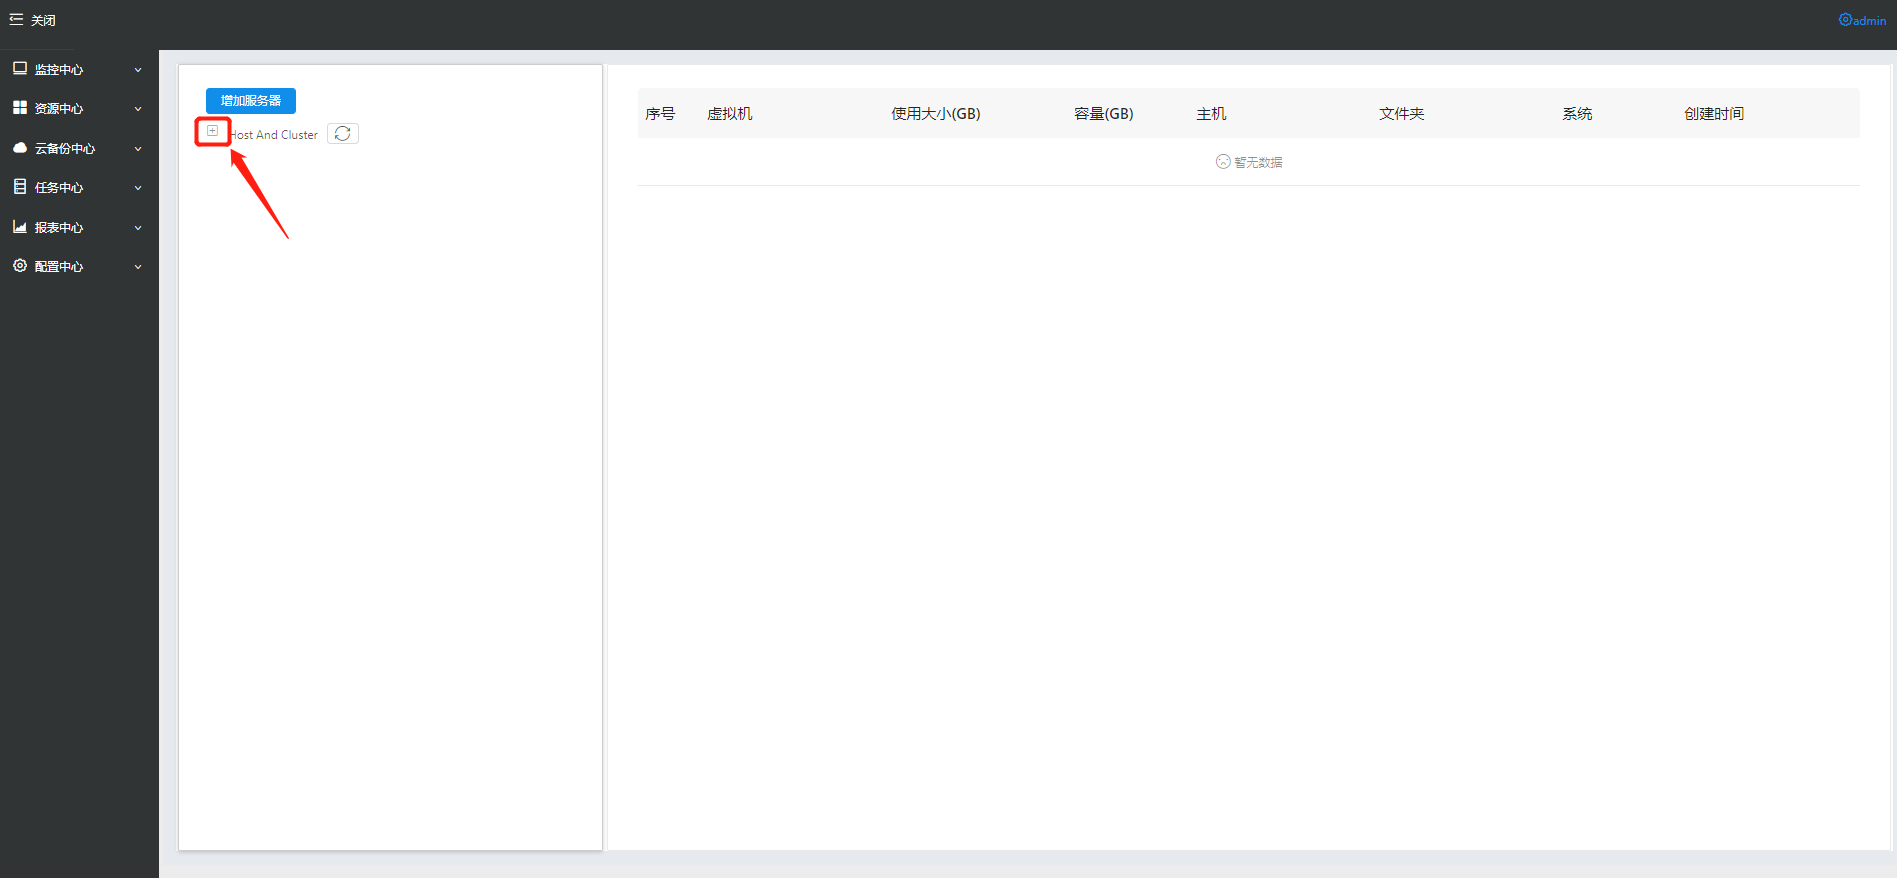 关闭
admin
监控中心
资源中心
云备份中心
任务中心
报表中心
配置中心
增加服务器
Host And Cluster
序号 虚拟机 使用大小(GB) 容量(GB) 主机 文件夹 系统 创建时间
暂无数据